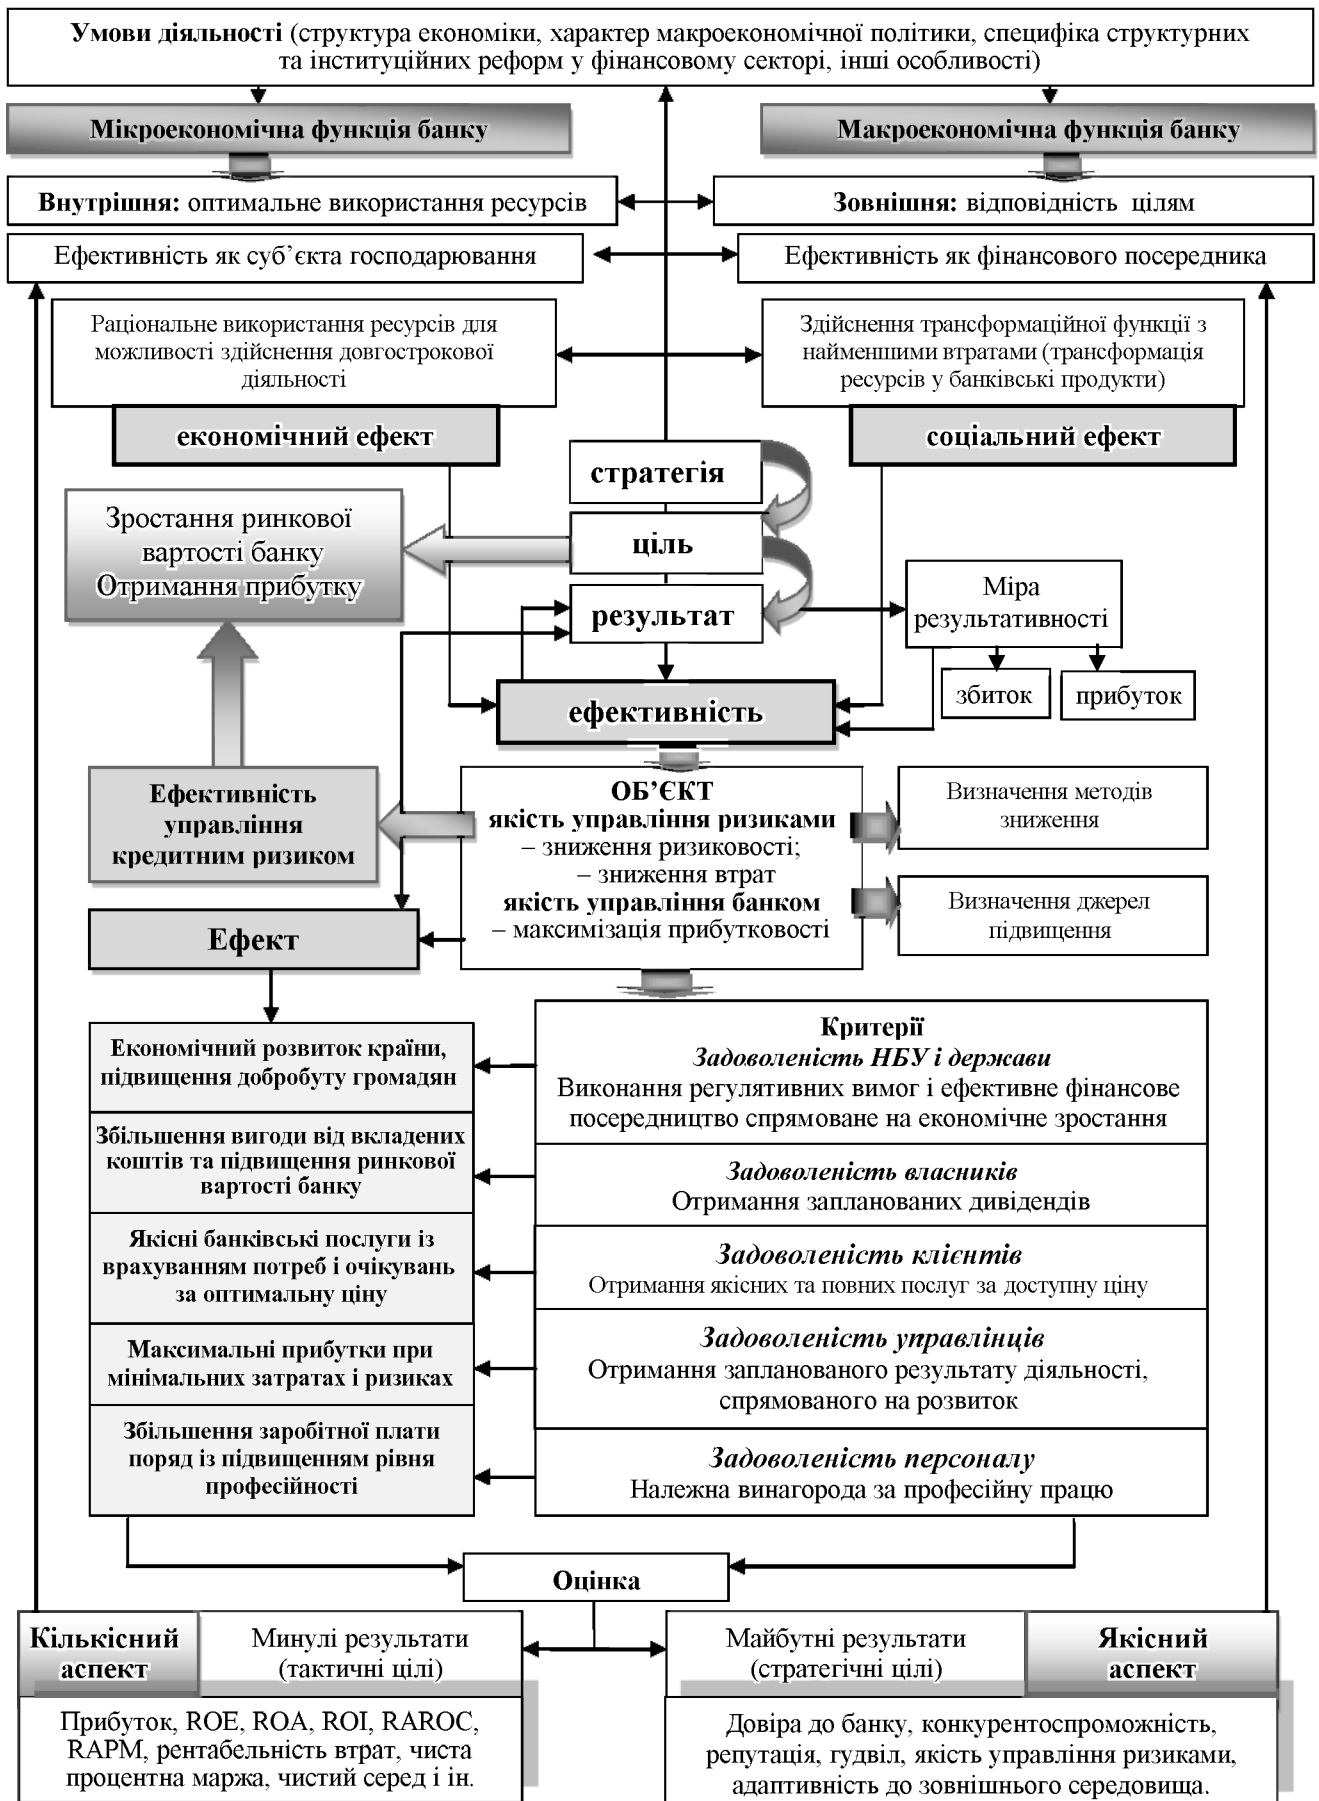 Умови діяльності (структура економіки, характер макроекономічної політики, специфіка структурних
та інституційних реформ у фінансовому секторі, інші особливості)
Мікроекономічна функція банку
Макроекономічна функція банку
Внутрішня: оптимальне використання ресурсів
Зовнішня: відповідність цілям
Ефективність як суб’єкта господарювання
Ефективність як фінансового посередника
Раціональне використання ресурсів для
можливості здійснення довгострокової
діяльності
Здійснення трансформаційної функції з
найменшими втратами (трансформація
ресурсів у банківські продукти)
економічний ефект
соціальний ефект
стратегія
Зростання ринкової
вартості банку
Отримання прибутку
ціль
результат
Міра
результативності
збиток
прибуток
ефективність
Ефективність
управління
кредитним ризиком
ОБ’ЄКТ
якість управління ризиками
– зниження ризиковості;
– зниження втрат
якість управління банком
– максимізація прибутковості
Визначення методів
зниження
Визначення джерел
підвищення
Ефект
Економічний розвиток країни,
підвищення добробуту громадян
Критерії
Задоволеність НБУ і держави
Виконання регулятивних вимог і ефективне фінансове
посередництво спрямоване на економічне зростання
Збільшення вигоди від вкладених
коштів та підвищення ринкової
вартості банку
Задоволеність власників
Отримання запланованих дивідендів
Якісні банківські послуги із
врахуванням потреб і очікувань
за оптимальну ціну
Задоволеність клієнтів
Отримання якісних та повних послуг за доступну ціну
Максимальні прибутки при
мінімальних затратах і ризиках
Задоволеність управлінців
Отримання запланованого результату діяльності,
спрямованого на розвиток
Збільшення заробітної плати
поряд із підвищенням рівня
професійності
Задоволеність персоналу
Належна винагорода за професійну працю
Оцінка
Кількісний
аспект
Минулі результати
(тактичні цілі)
Майбутні результати
(стратегічні цілі)
Якісний
аспект
Прибуток, ROE, ROA, ROI, RAROC,
RAPM, рентабельність втрат, чиста
процентна маржа, чистий серед і ін.
Довіра до банку, конкурентоспроможність,
репутація, гудвіл, якість управління ризиками,
адаптивність до зовнішнього середовища.